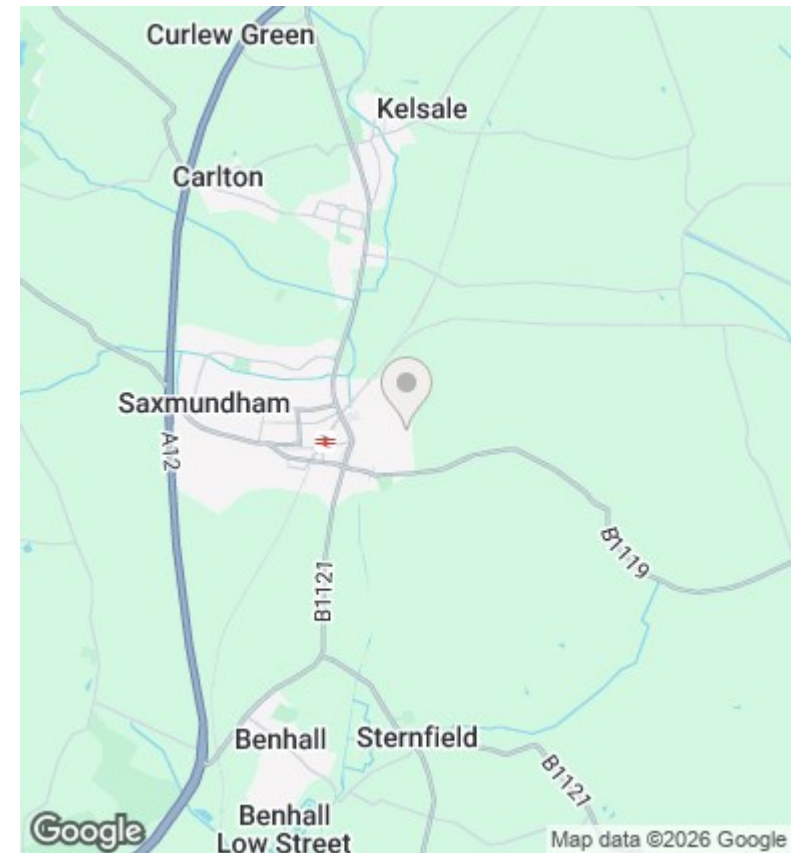 Curlew Green
Kelsale
Carlton
Saxmundham
A12
B1119
B1121
Benhall
Sternfield
B1121
Benhall
Low Street
Google
Map data ©2026 Google